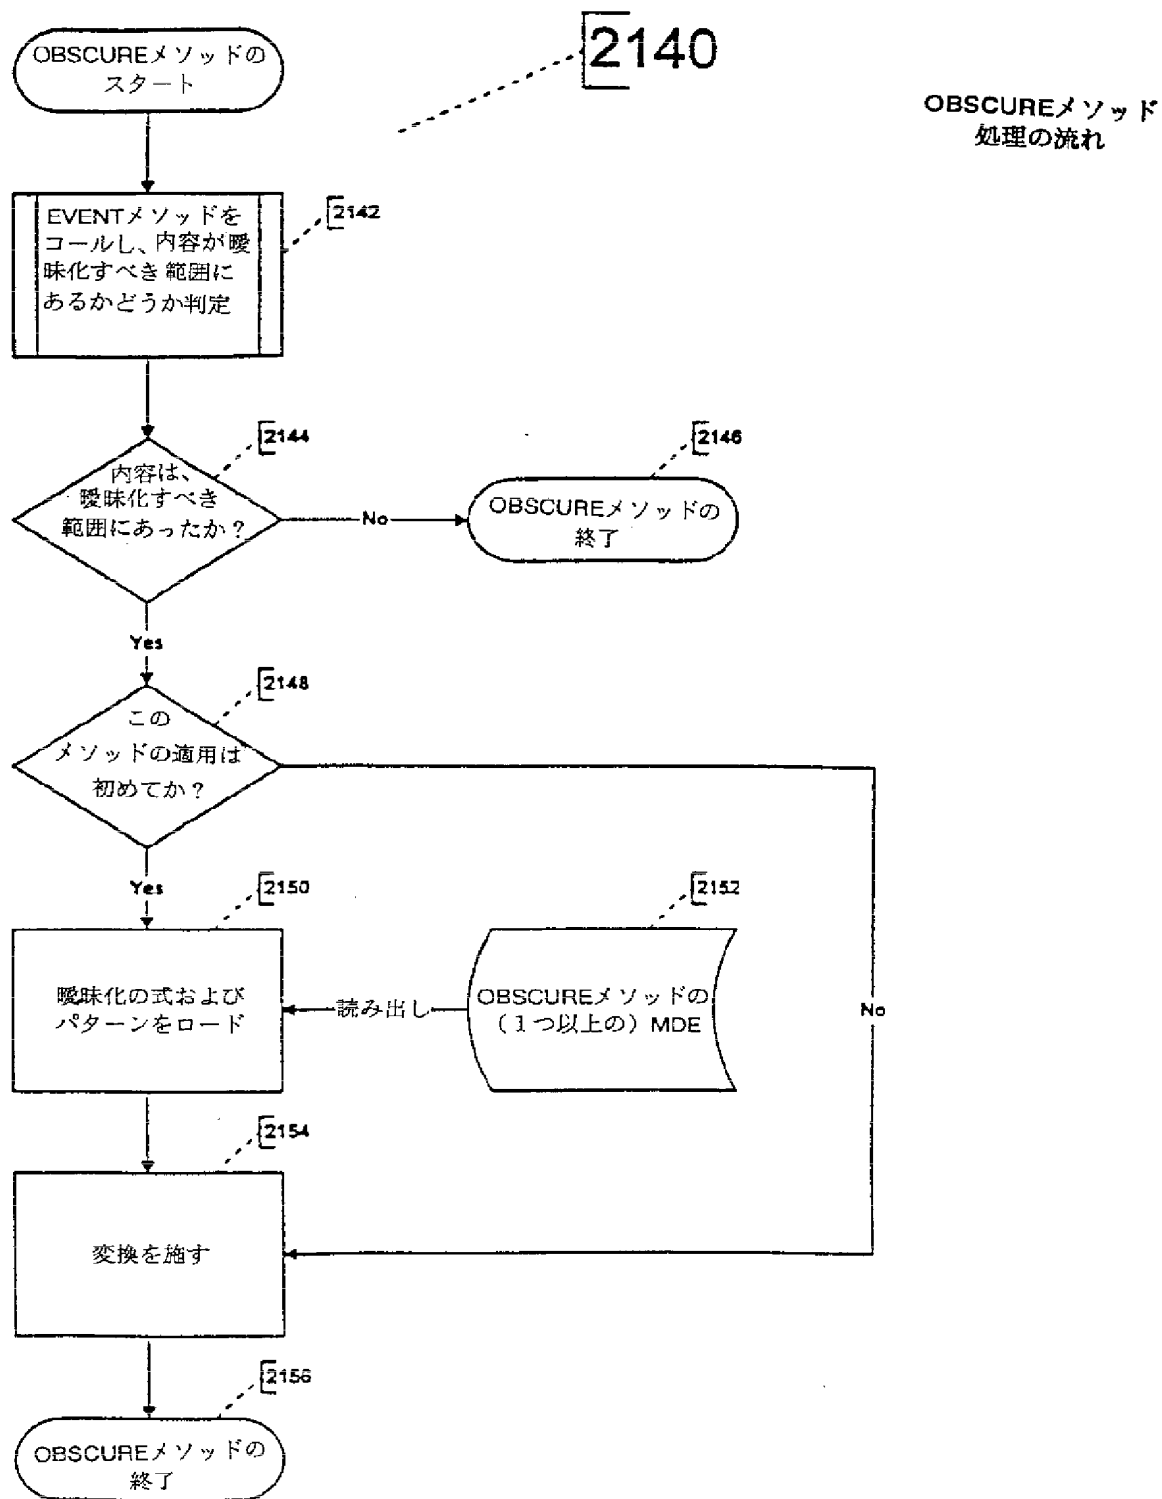 OBSCUREメソッドの
スタート
2140
OBSCUREメソッド
処理の流れ
EVENTメソッドを
コールし、内容が曖
昧化すべき範囲に
あるかどうか判定
2142
2144
内容は、
曖昧化すべき
範囲にあったか？
No
2146
OBSCUREメソッドの
終了
Yes
2148
この
メソッドの適用は
初めてか？
Yes
2150
2152
曖昧化の式および
パターンをロード
読み出し
OBSCUREメソッドの
（１つ以上の）MDE
No
2154
変換を施す
2156
OBSCUREメソッドの
終了